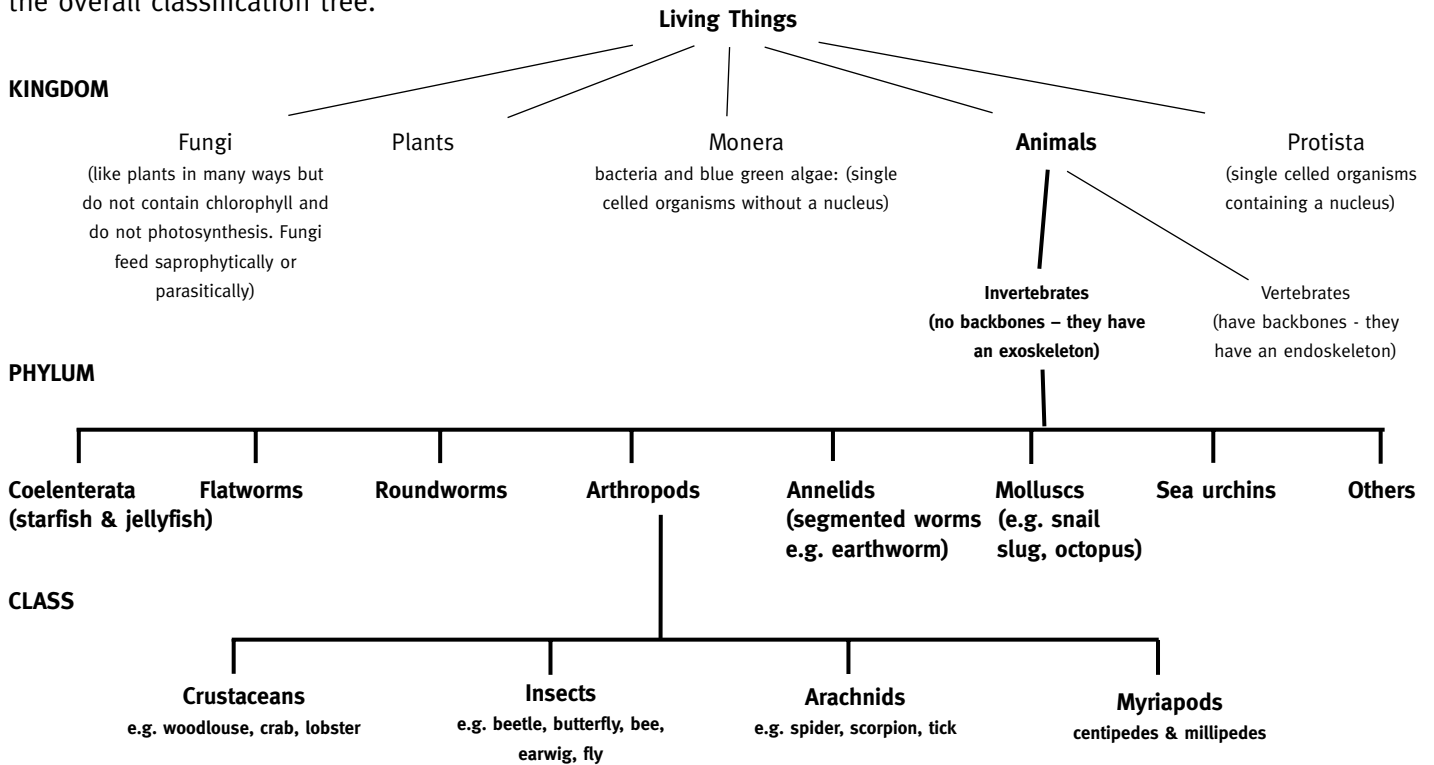 the overall classification tree.
Living Things
KINGDOM
Fungi
(like plants in many ways but
do not contain chlorophyll and
do not photosynthesis. Fungi
feed saprophytically or
parasitically)
Plants
Monera
bacteria and blue green algae: (single
celled organisms without a nucleus)
Animals
Protista
(single celled organisms
containing a nucleus)
Invertebrates
(no backbones – they have
an exoskeleton)
Vertebrates
(have backbones - they
have an endoskeleton)
PHYLUM
Coelenterata
(starfish & jellyfish)
Flatworms
Roundworms
Arthropods
Annelids
(segmented worms
e.g. earthworm)
Molluscs
(e.g. snail
slug, octopus)
Sea urchins
Others
CLASS
Crustaceans
e.g. woodlouse, crab, lobster
Insects
e.g. beetle, butterfly, bee,
earwig, fly
Arachnids
e.g. spider, scorpion, tick
Myriapods
centipedes & millipedes